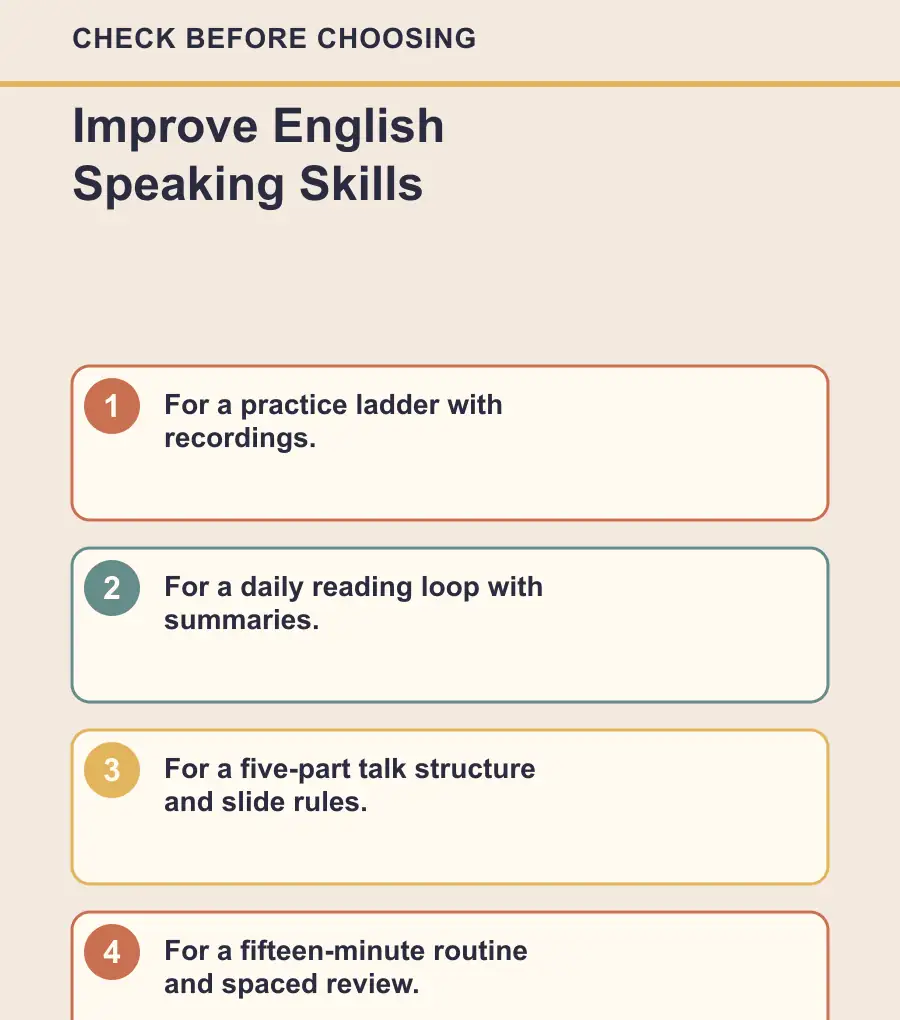 CHECK BEFORE CHOOSING
Improve English
Speaking Skills
1
For a practice ladder with
recordings.
2
For a daily reading loop with
summaries.
3
For a five-part talk structure
and slide rules.
4
For a fifteen-minute routine
and spaced review.